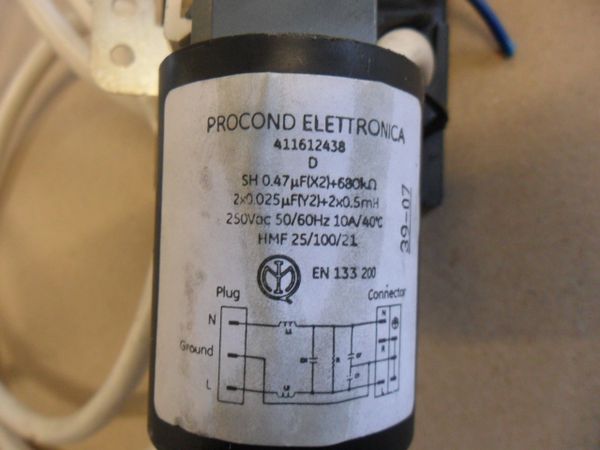 PROCOND ELETTRONICA
411612438
D
SH 0.47µF(X2)+680kΩ
2x0.025µF(Y2)+2x0.5mH
250Vac 50/60Hz 10A/40°C
HMF 25/100/21
39-07
EN 133 200
Plug
Connector
N
N
Ground
L